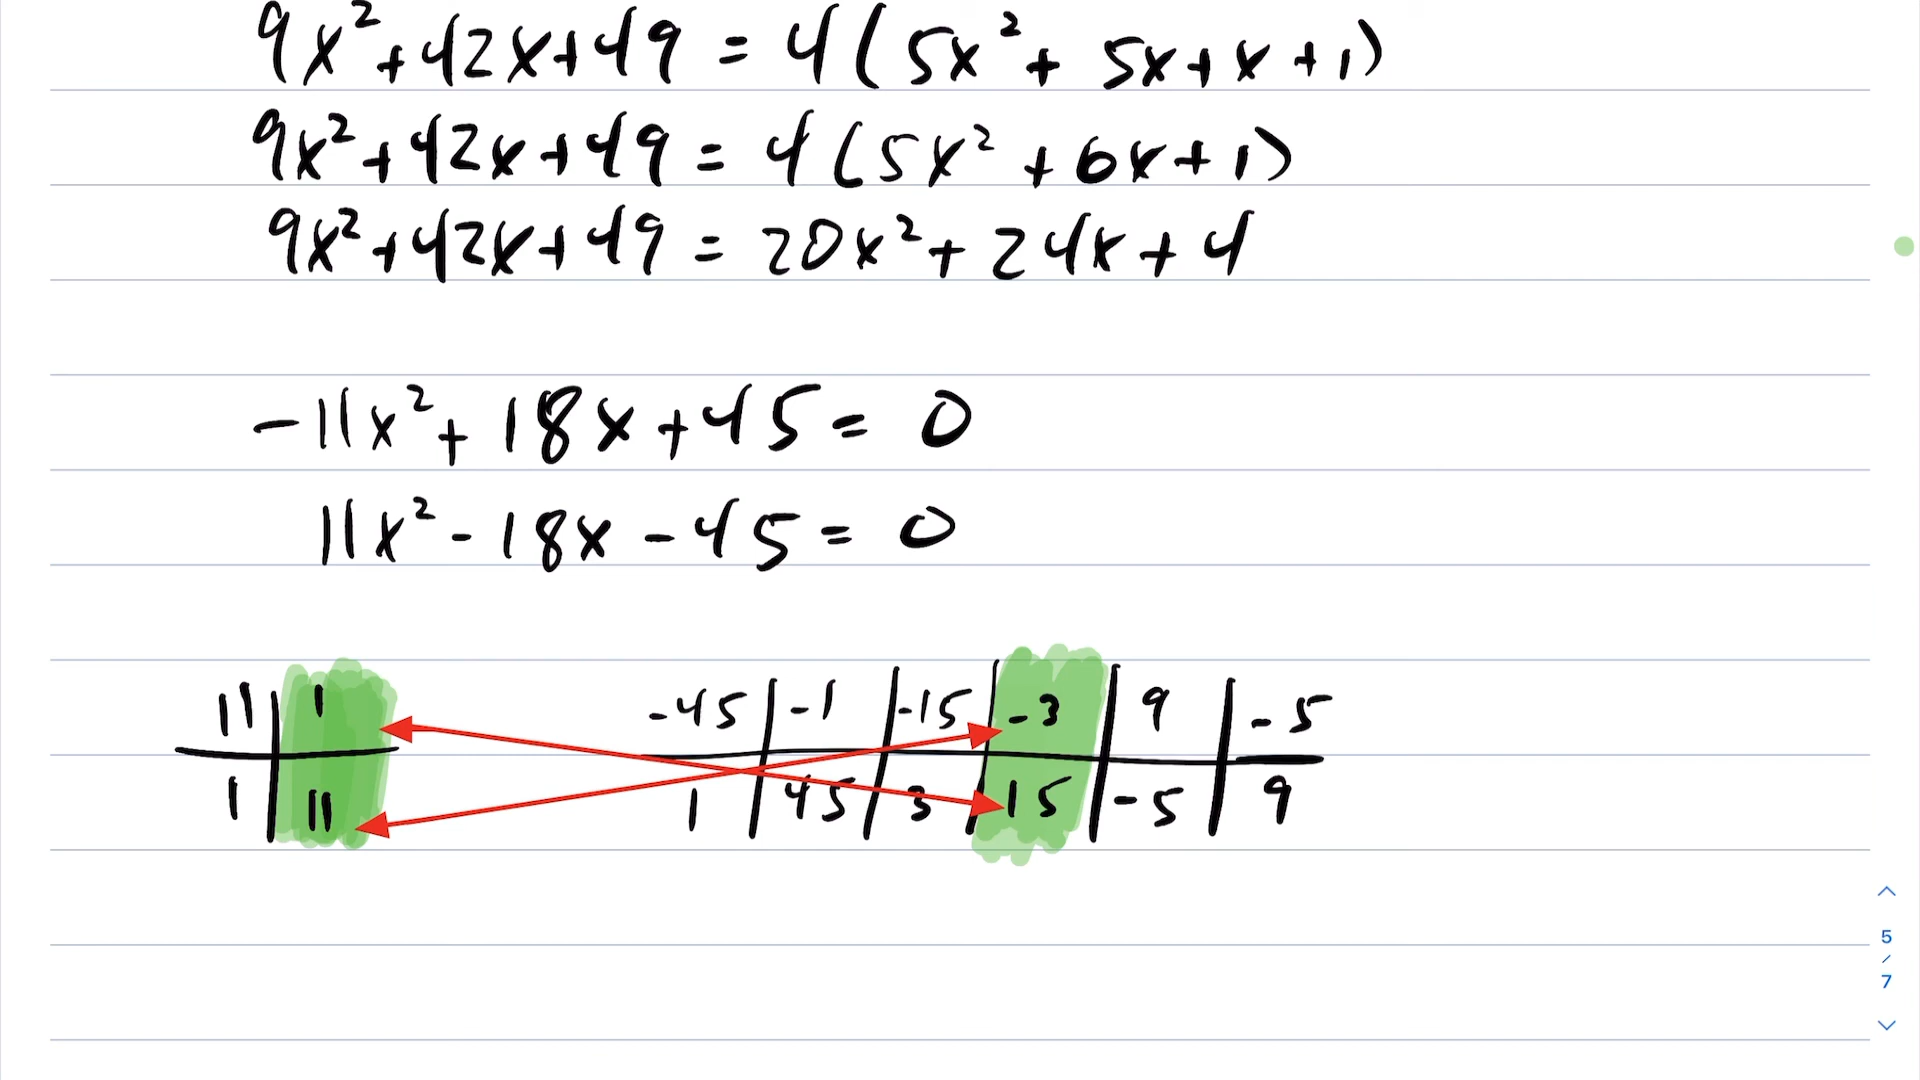 9x²+42x+49 = 4(5x²+ 5x+x+1)
9x²+42x+49 = 4(5x²+6x+1)
9x²+42x+49 = 20x²+24x+4
-11x²+18x+45 = 0
11x²-18x-45 = 0
11 | 1 -45 | -1 | -15 | -3 | 9 | -5
1 | 11 1 | 45 | 3 | 15 | -5 | 9
5
/
7